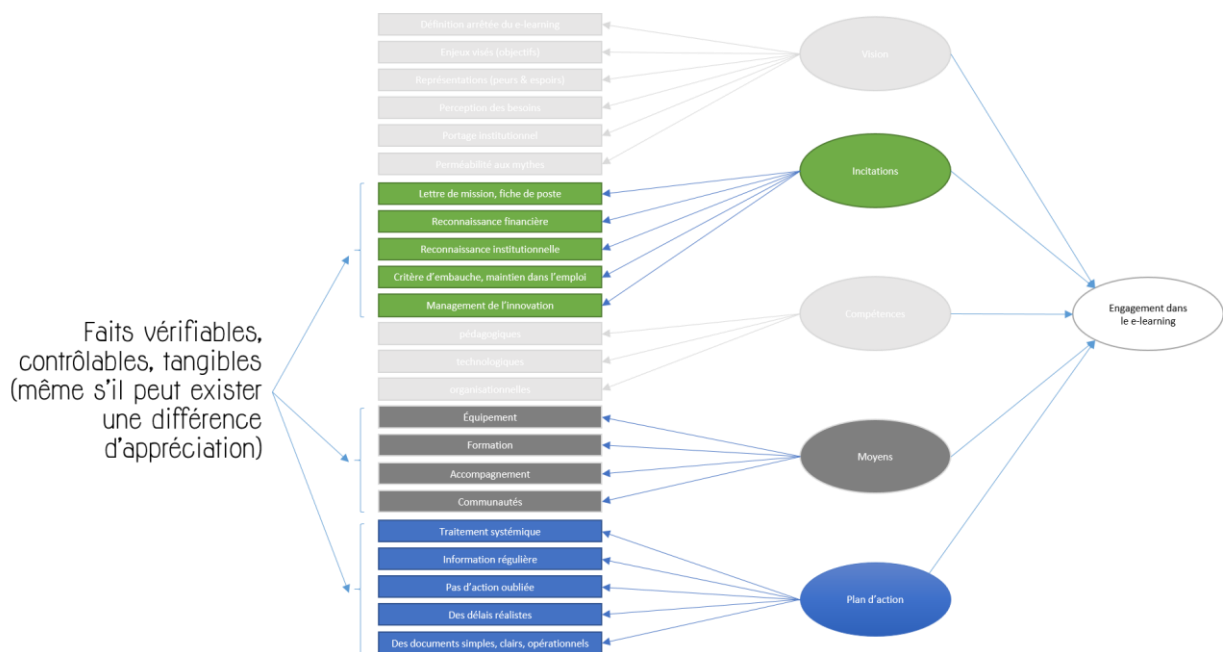 Définition arrêtée du e-learning
Enjeux visés (objectifs)
Représentations (peurs & espoirs)
Perception des besoins
Portage institutionnel
Perméabilité aux mythes
Lettre de mission, fiche de poste
Reconnaissance financière
Reconnaissance institutionnelle
Critère d'embauche, maintien dans l'emploi
Management de l'innovation
pédagogiques
technologiques
organisationnelles
Équipement
Formation
Accompagnement
Communautés
Traitement systémique
Information régulière
Pas d'action oubliée
Des délais réalistes
Des documents simples, clairs, opérationnels
Faits vérifiables,
contrôlables, tangibles
(même s'il peut exister
une différence
d'appréciation)
Vision
Incitations
Compétences
Moyens
Plan d'action
Engagement dans
le e-learning